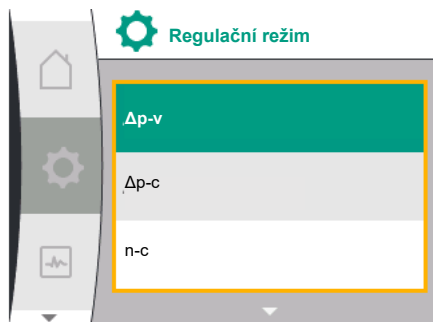 Regulační režim
Δp-v
Δp-c
n-c